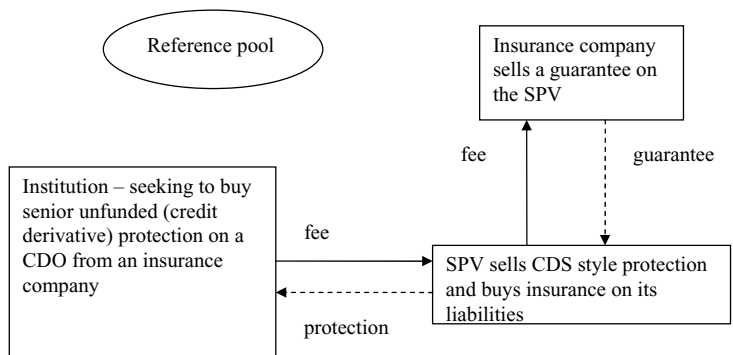 Reference pool
Insurance company
sells a guarantee on
the SPV
fee
guarantee
Institution – seeking to buy
senior unfunded (credit
derivative) protection on a
CDO from an insurance
company
fee
SPV sells CDS style protection
and buys insurance on its
liabilities
protection